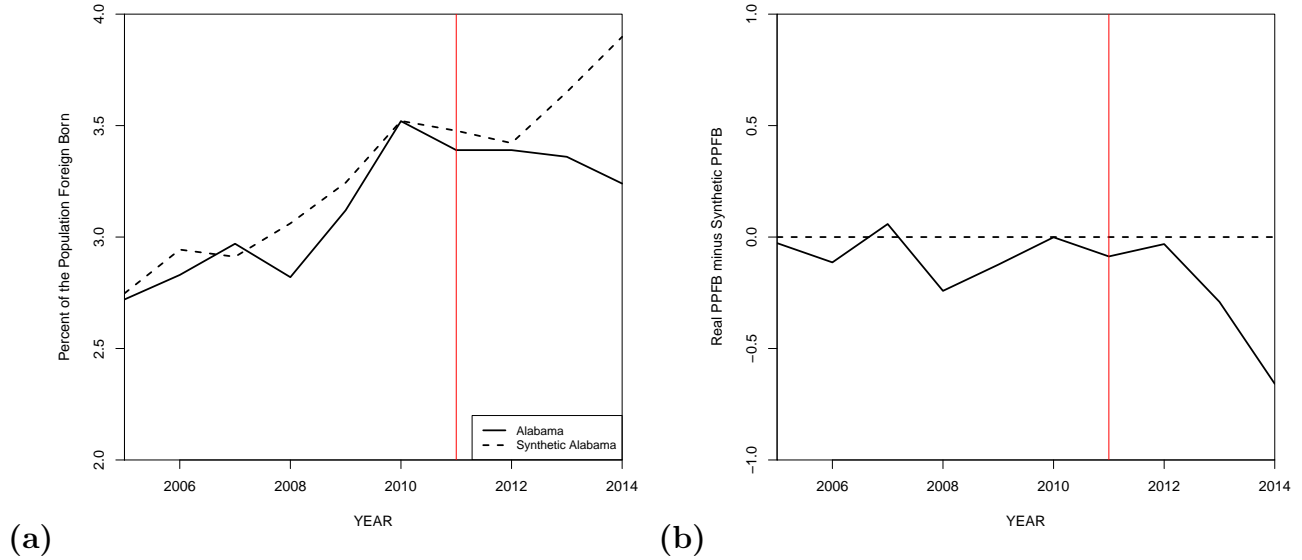 Percent of the Population Foreign Born
4.0
3.5
3.0
2.5
2.0
Alabama
Synthetic Alabama
2006 2008 2010 2012 2014
YEAR
(a)
Real PPFB minus Synthetic PPFB
1.0
0.5
0.0
−0.5
−1.0
2006 2008 2010 2012 2014
YEAR
(b)